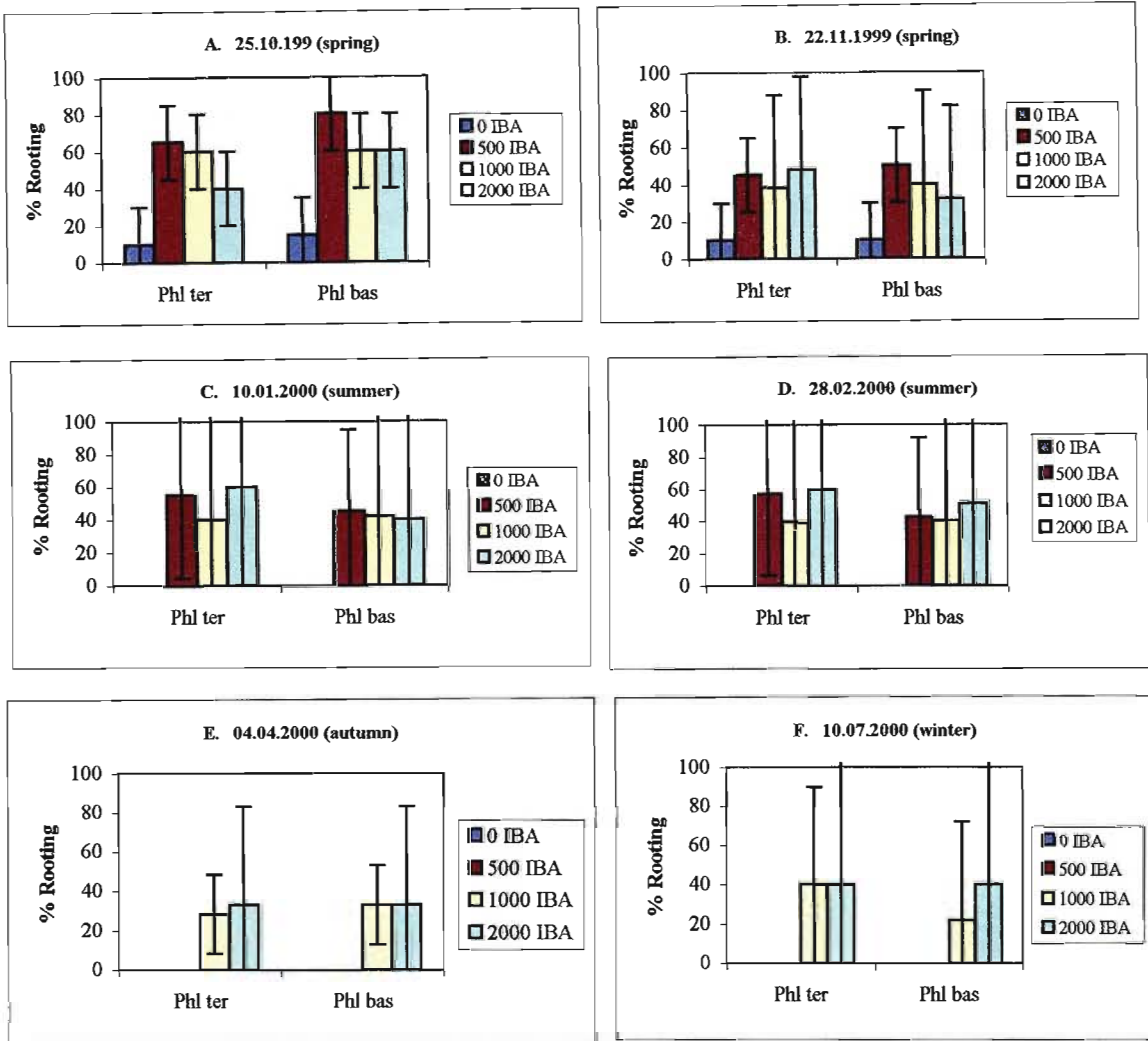 A. 25.10.199 (spring)
% Rooting
100
80
60
40
20
0
Phl ter
Phl bas
0 IBA
500 IBA
1000 IBA
2000 IBA
B. 22.11.1999 (spring)
% Rooting
100
80
60
40
20
0
Phl ter
Phl bas
0 IBA
500 IBA
1000 IBA
2000 IBA
C. 10.01.2000 (summer)
% Rooting
100
80
60
40
20
0
Phl ter
Phl bas
0 IBA
500 IBA
1000 IBA
2000 IBA
D. 28.02.2000 (summer)
% Rooting
100
80
60
40
20
0
Phl ter
Phl bas
0 IBA
500 IBA
1000 IBA
2000 IBA
E. 04.04.2000 (autumn)
% Rooting
100
80
60
40
20
0
Phl ter
Phl bas
0 IBA
500 IBA
1000 IBA
2000 IBA
F. 10.07.2000 (winter)
% Rooting
100
80
60
40
20
0
Phl ter
Phl bas
0 IBA
500 IBA
1000 IBA
2000 IBA